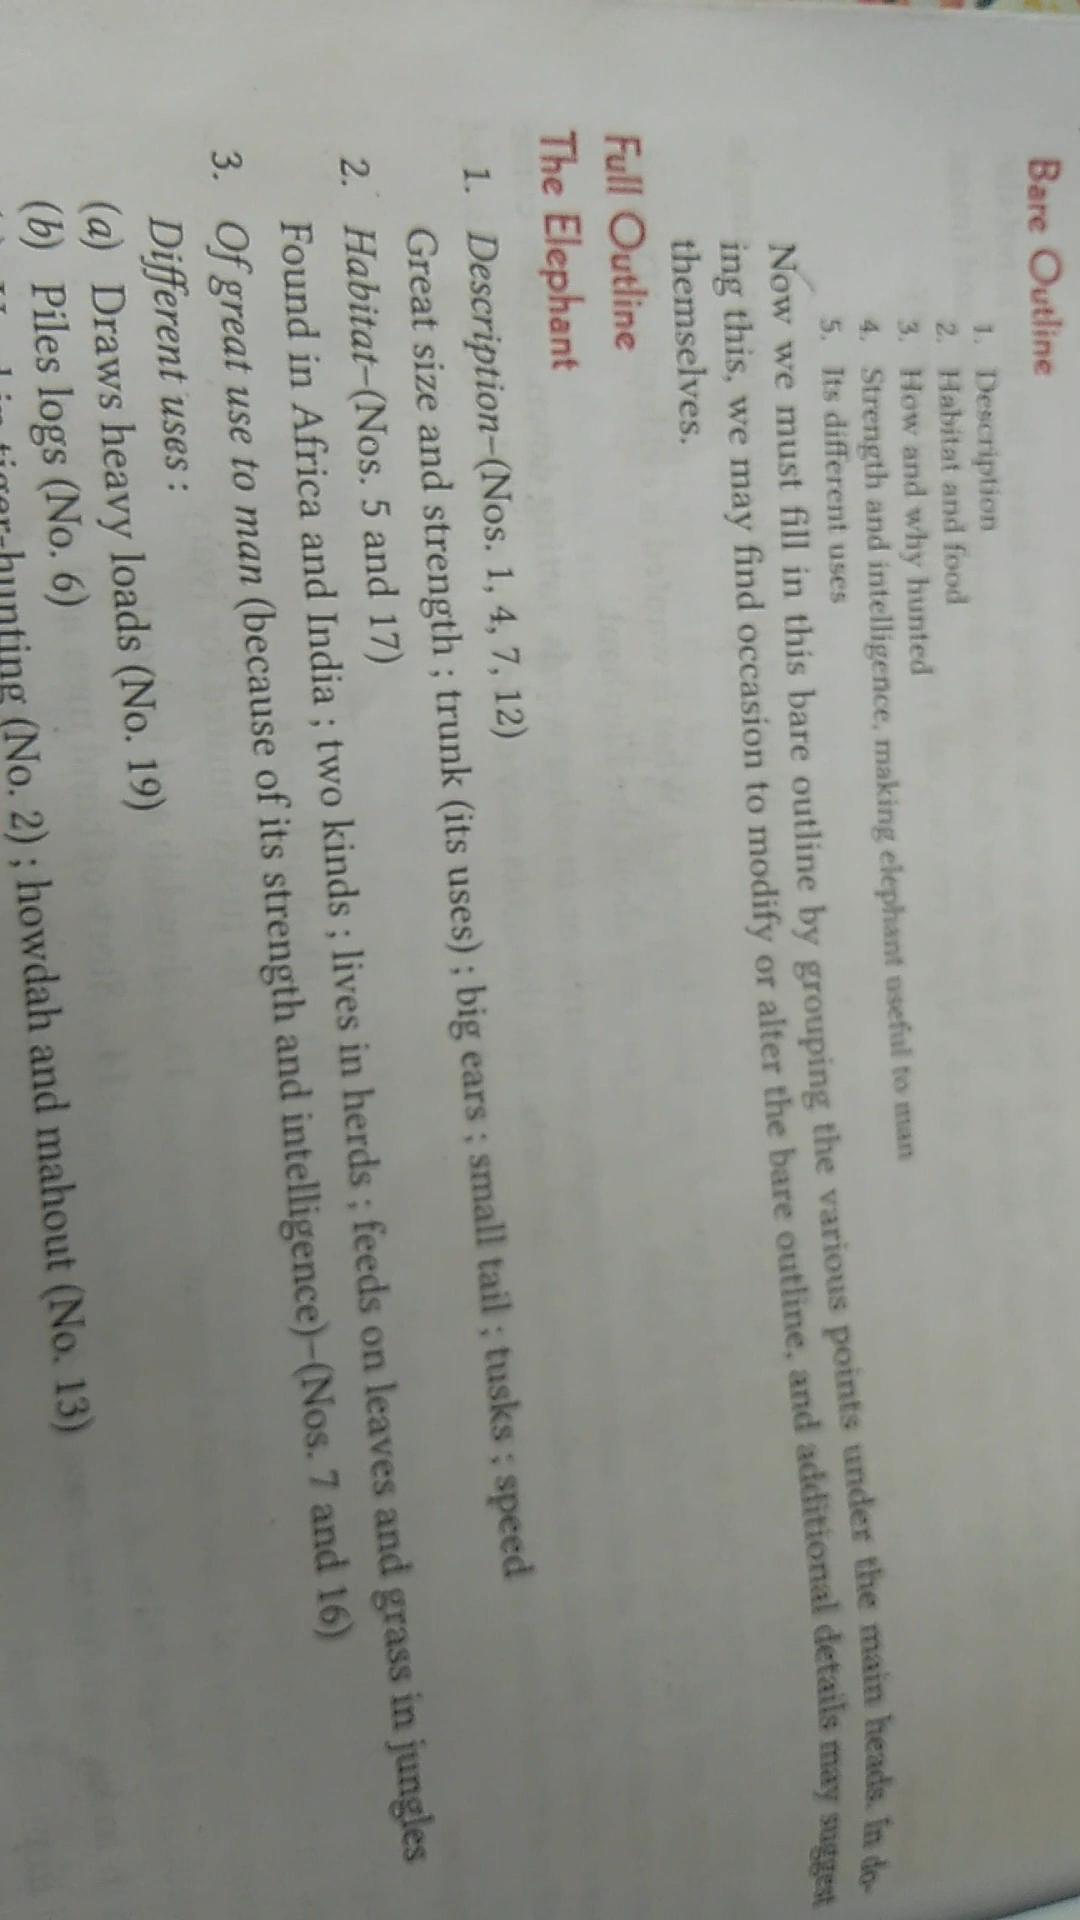 Bare Outline
1. Description
2. Habitat and food
3. How and why hunted
4. Strength and intelligence, making elephant useful to man
5. Its different uses
Now we must fill in this bare outline by grouping the various points under the main heads. In do-
ing this, we may find occasion to modify or alter the bare outline, and additional details may suggest
themselves.
Full Outline
The Elephant
1. Description–(Nos. 1, 4, 7, 12)
Great size and strength ; trunk (its uses) ; big ears ; small tail ; tusks ; speed
2. Habitat–(Nos. 5 and 17)
Found in Africa and India ; two kinds ; lives in herds ; feeds on leaves and grass in jungles
3. Of great use to man (because of its strength and intelligence)–(Nos. 7 and 16)
Different uses :
(a) Draws heavy loads (No. 19)
(b) Piles logs (No. 6)
tiger-hunting (No. 2) ; howdah and mahout (No. 13)